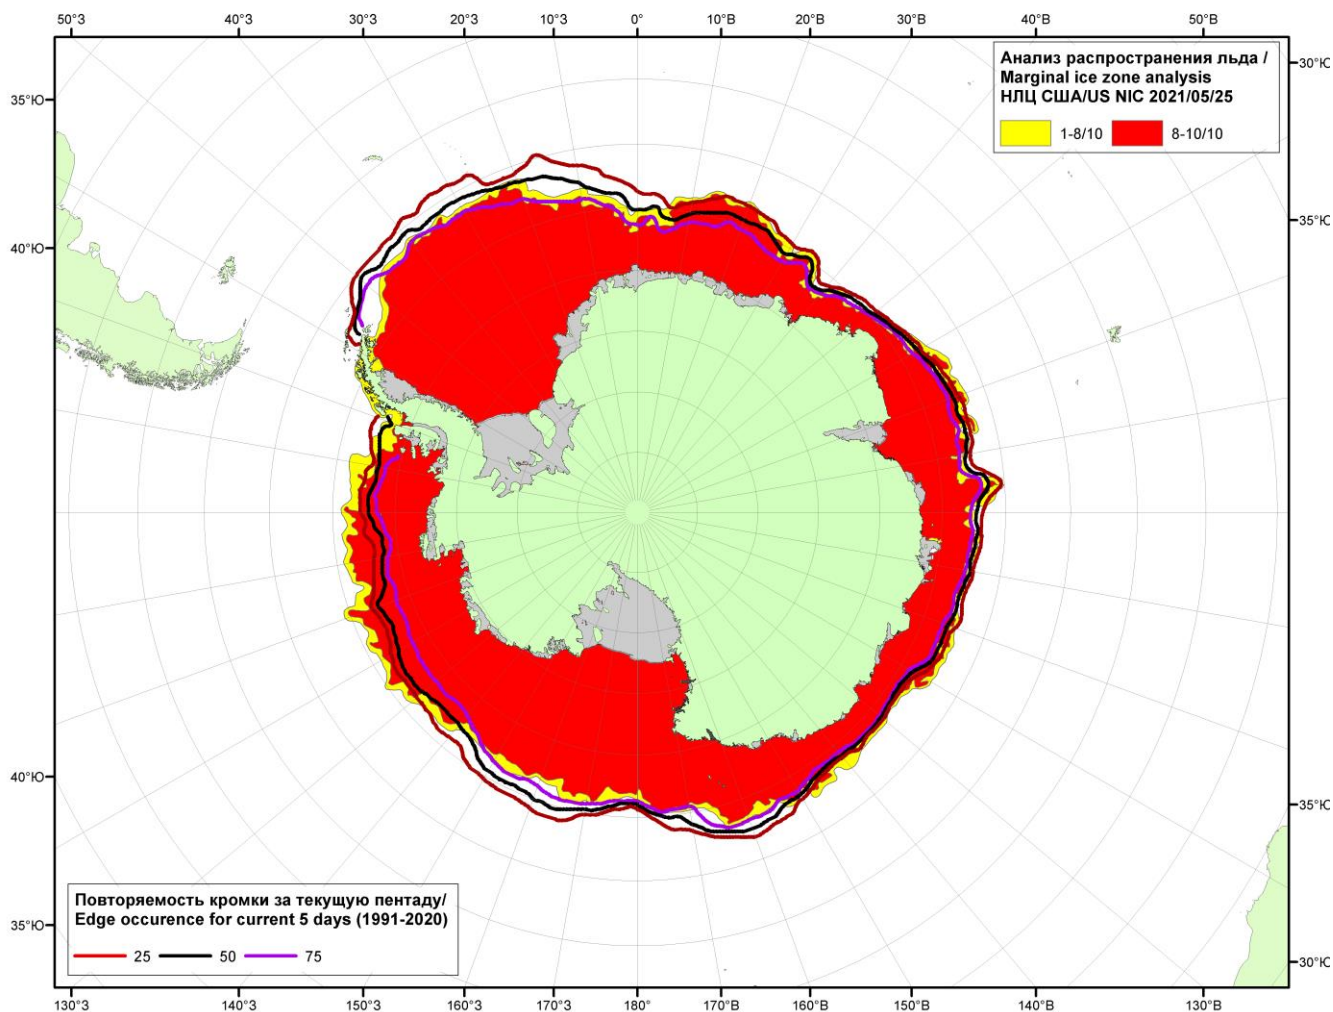 50°З 40°З 30°З 20°З 10°З 0° 10°В 20°В 30°В 40°В 50°В
Анализ распространения льда /
Marginal ice zone analysis
НЛЦ США/US NIC 2021/05/25
1-8/10 8-10/10
30°Ю
35°Ю
35°Ю
40°Ю
40°Ю
35°Ю
35°Ю
30°Ю
Повторяемость кромки за текущую пентаду/
Edge occurence for current 5 days (1991-2020)
25 50 75
130°З 140°З 150°З 160°З 170°З 180° 170°В 160°В 150°В 140°В 130°В